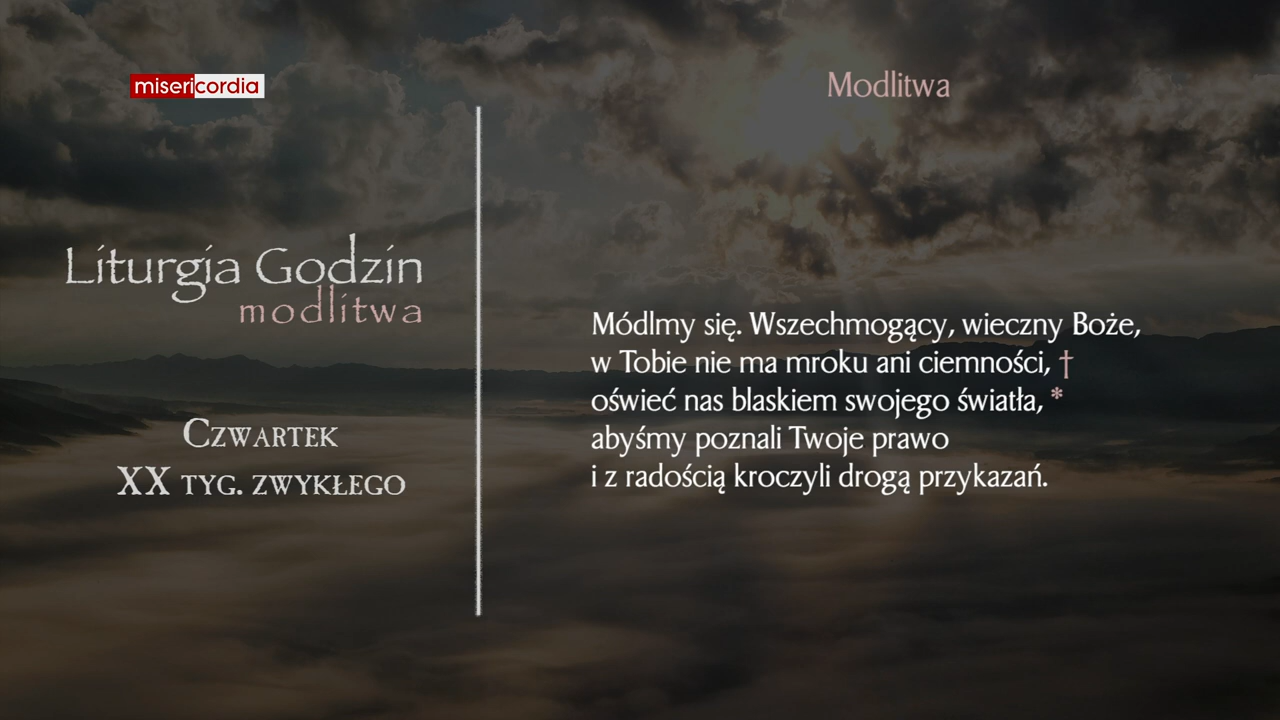 misericordia
Liturgia Godzin
modlitwa
Czwartek
XX tyg. zwykłego
Modlitwa
Módlmy się. Wszechmogący, wieczny Boże,
w Tobie nie ma mroku ani ciemności, †
oświeć nas blaskiem swojego światła, *
abyśmy poznali Twoje prawo
i z radością kroczyli drogą przykazań.